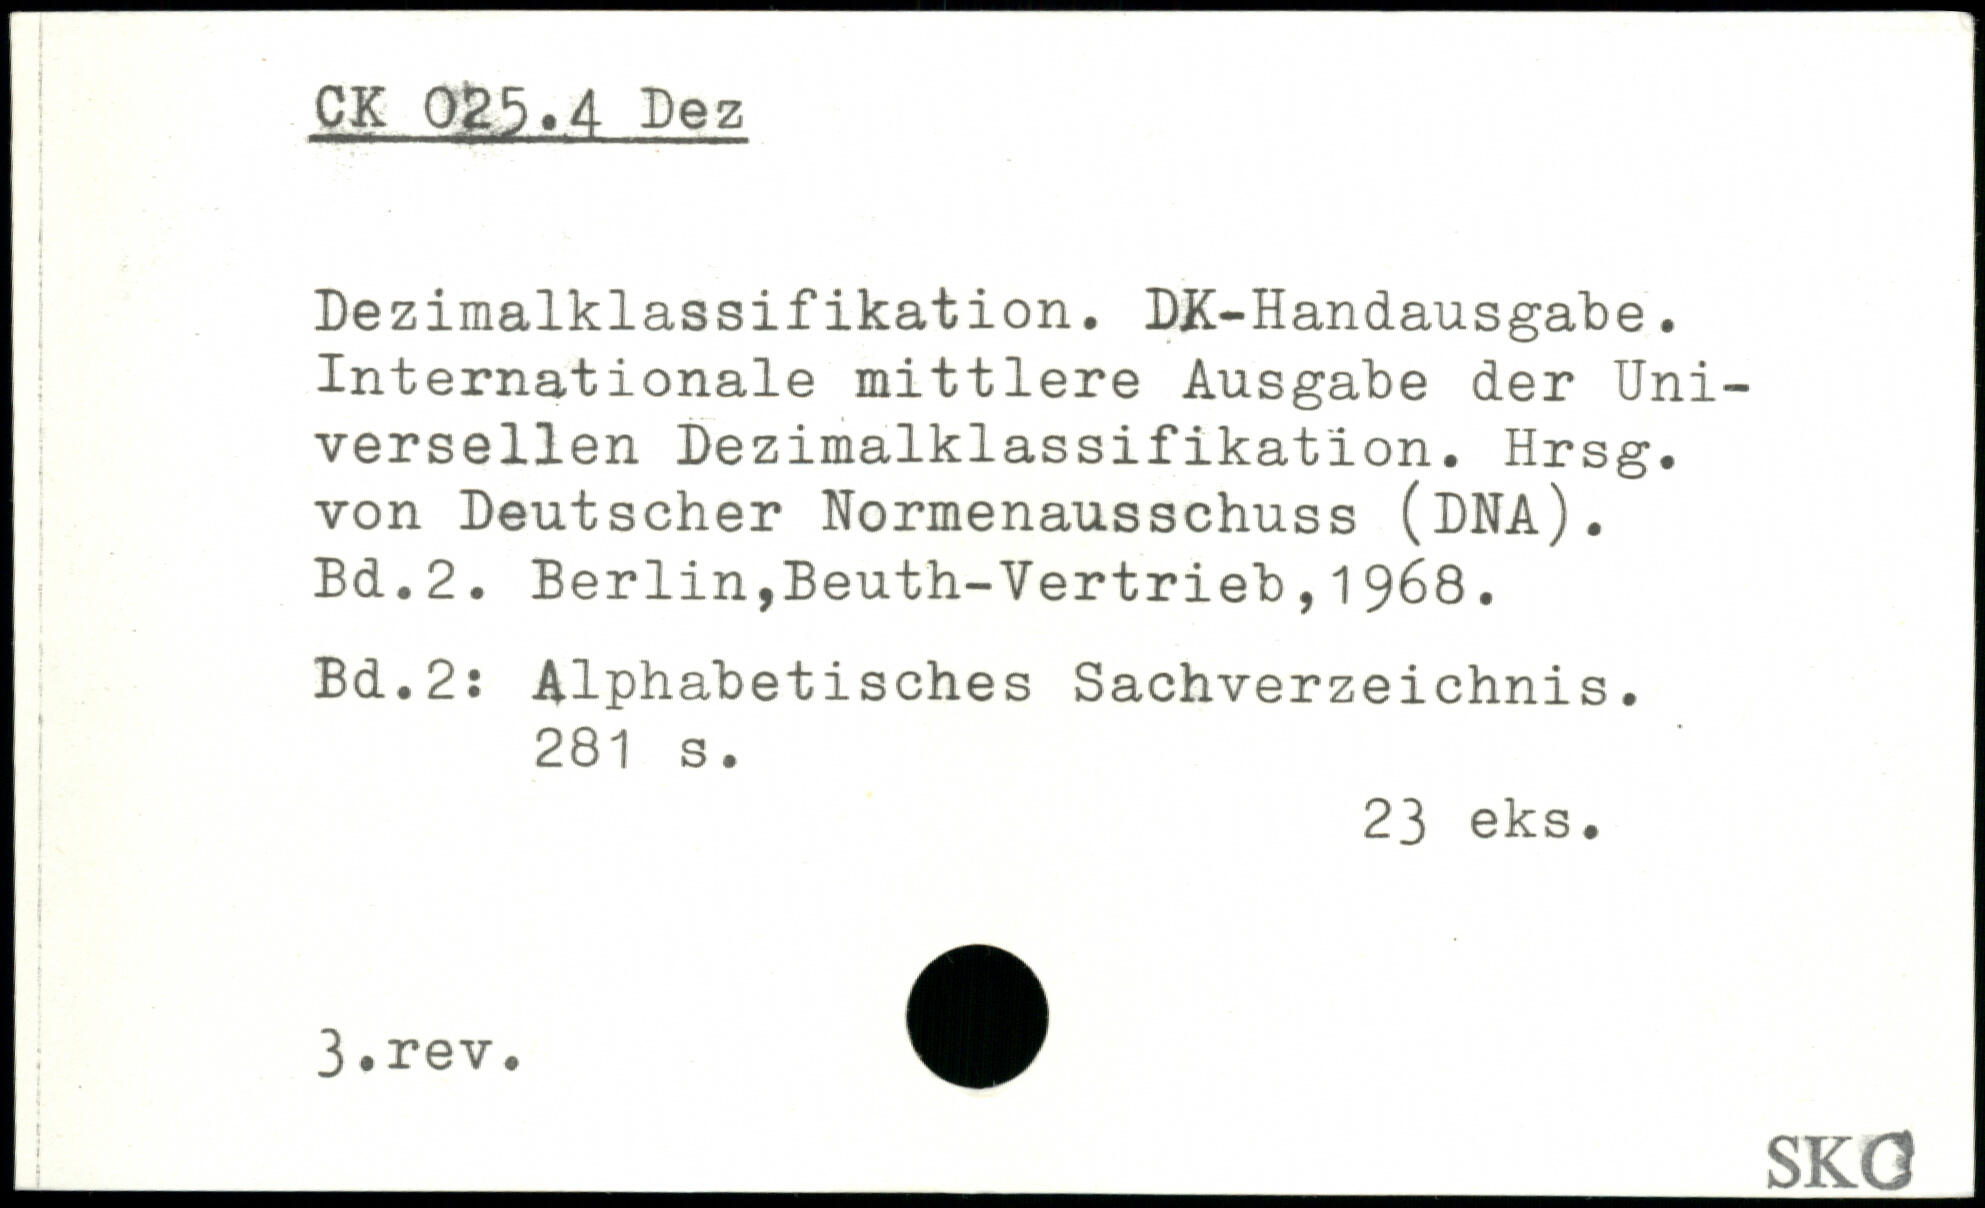 CK 025.4 Dez
Dezimalklassifikation. DK-Handausgabe.
Internationale mittlere Ausgabe der Uni-
versellen Dezimalklassifikation. Hrsg.
von Deutscher Normenausschuss (DNA).
Bd.2. Berlin,Beuth-Vertrieb,1968.
Bd.2: Alphabetisches Sachverzeichnis.
281 s.
23 eks.
3.rev.